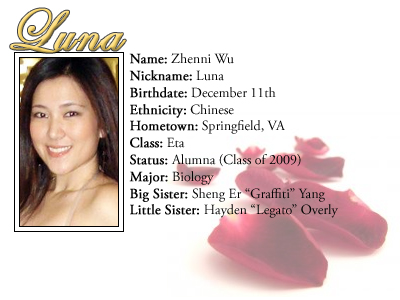 Luna
Name: Zhenni Wu
Nickname: Luna
Birthdate: December 11th
Ethnicity: Chinese
Hometown: Springfield, VA
Class: Eta
Status: Alumna (Class of 2009)
Major: Biology
Big Sister: Sheng Er “Graffiti” Yang
Little Sister: Hayden “Legato” Overly